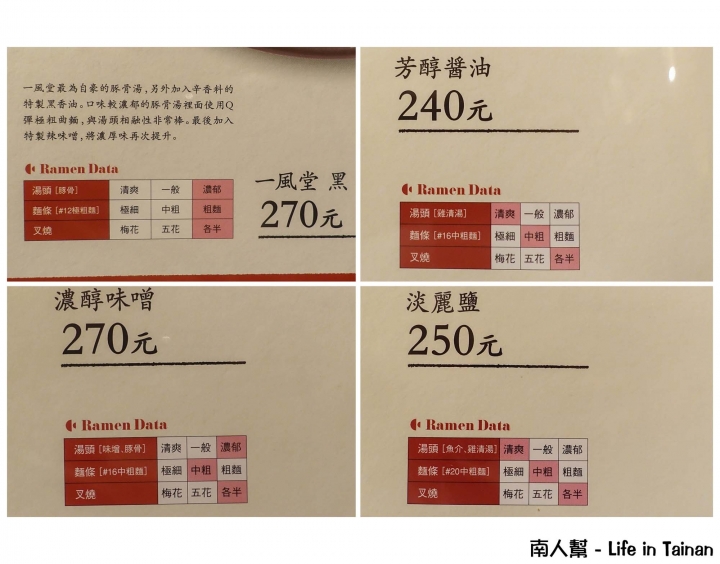 一風堂最為自豪的豚骨湯，另外加入辛香料的
特製黑香油。口味較濃郁的豚骨湯裡面使用Q
彈極粗曲麵，與湯頭相融性非常棒。最後加入
特製辣味噌，將濃厚味再次提升。
Ramen Data
湯頭 [豚骨] 清爽 一般 濃郁
麵條 [#12極粗麵] 極細 中粗 粗麵
叉燒 梅花 五花 各半
一風堂 黑
270元
芳醇醬油
240元
Ramen Data
湯頭 [雞清湯] 清爽 一般 濃郁
麵條 [#16中粗麵] 極細 中粗 粗麵
叉燒 梅花 五花 各半
濃醇味噌
270元
Ramen Data
湯頭 [味噌、豚骨] 清爽 一般 濃郁
麵條 [#16中粗麵] 極細 中粗 粗麵
叉燒 梅花 五花 各半
淡麗鹽
250元
Ramen Data
湯頭 [魚介、雞清湯] 清爽 一般 濃郁
麵條 [#20中粗麵] 極細 中粗 粗麵
叉燒 梅花 五花 各半
南人幫 - Life in Tainan